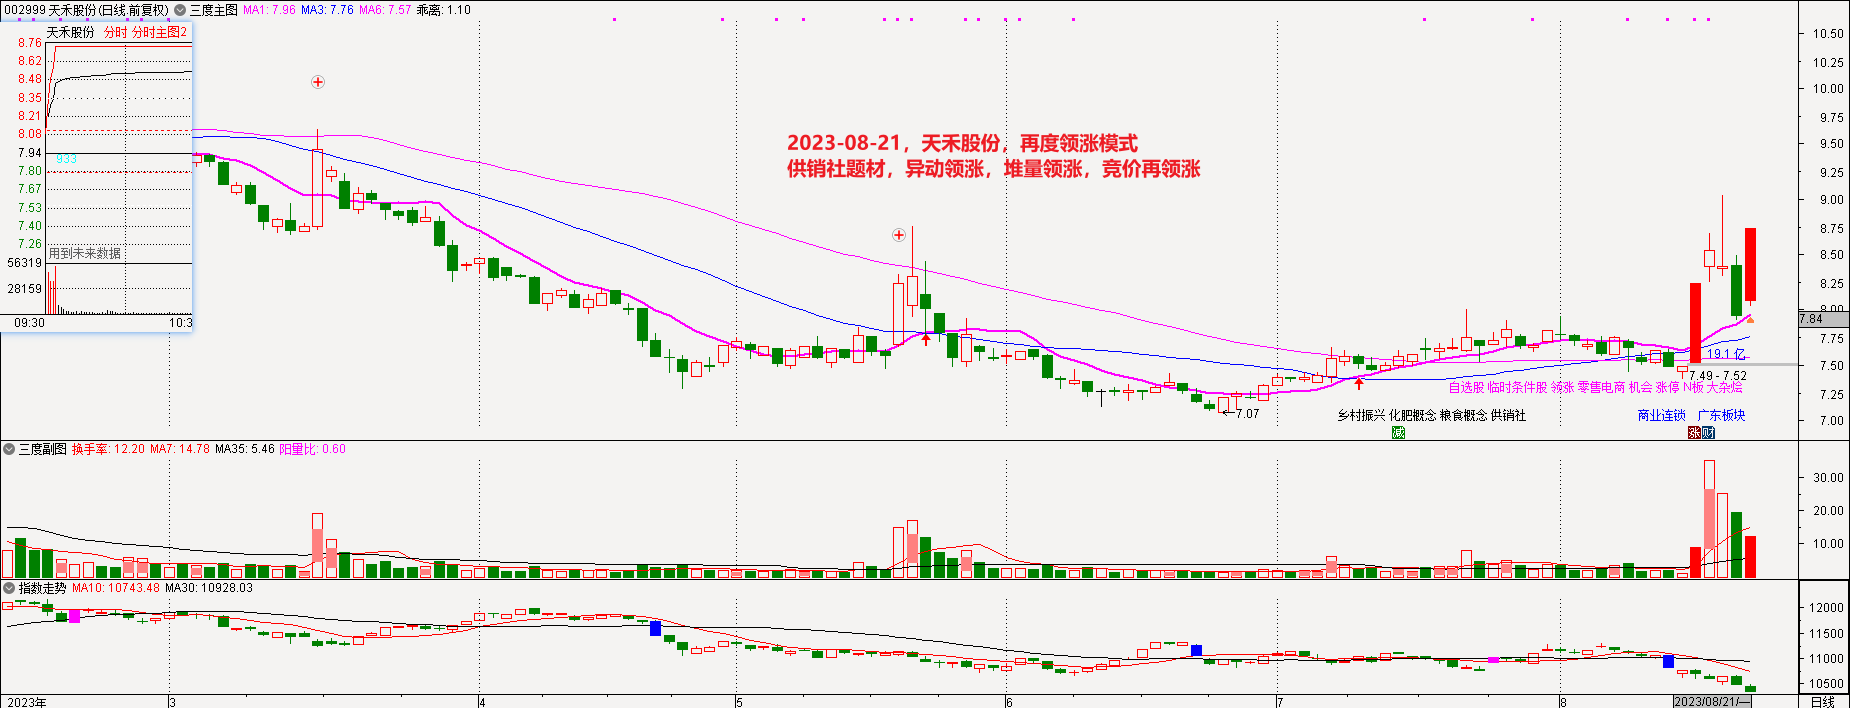 002999 天禾股份(日线.前复权) 三度主图 MA1: 7.96 MA3: 7.76 MA6: 7.57 乖离: 1.10
天禾股份 分时 分时主图2
8.76
8.62
8.48
8.35
8.21
8.08
7.94
933
7.80
7.67
7.53
7.40
7.26
用到未来数据
56319
28159
09:30 10:3
2023-08-21，天禾股份，再度领涨模式
供销社题材，异动领涨，堆量领涨，竞价再领涨
10.50
10.25
10.00
9.75
9.50
9.25
9.00
8.75
8.50
8.25
8.00
7.84
7.75
7.50
7.25
7.00
19.1 亿
7.49 - 7.52
自选股 临时条件股 领涨 零售电商 机会 涨停 N板 大杂烩
←7.07
乡村振兴 化肥概念 粮食概念 供销社
商业连锁 广东板块
减
涨财
三度副图 换手率: 12.20 MA7: 14.78 MA35: 5.46 阳量比: 0.60
30.00
20.00
10.00
指数走势 MA10: 10743.48 MA30: 10928.03
12000
11500
11000
10500
2023年 3 4 5 6 7 8 2023/08/21/一 日线